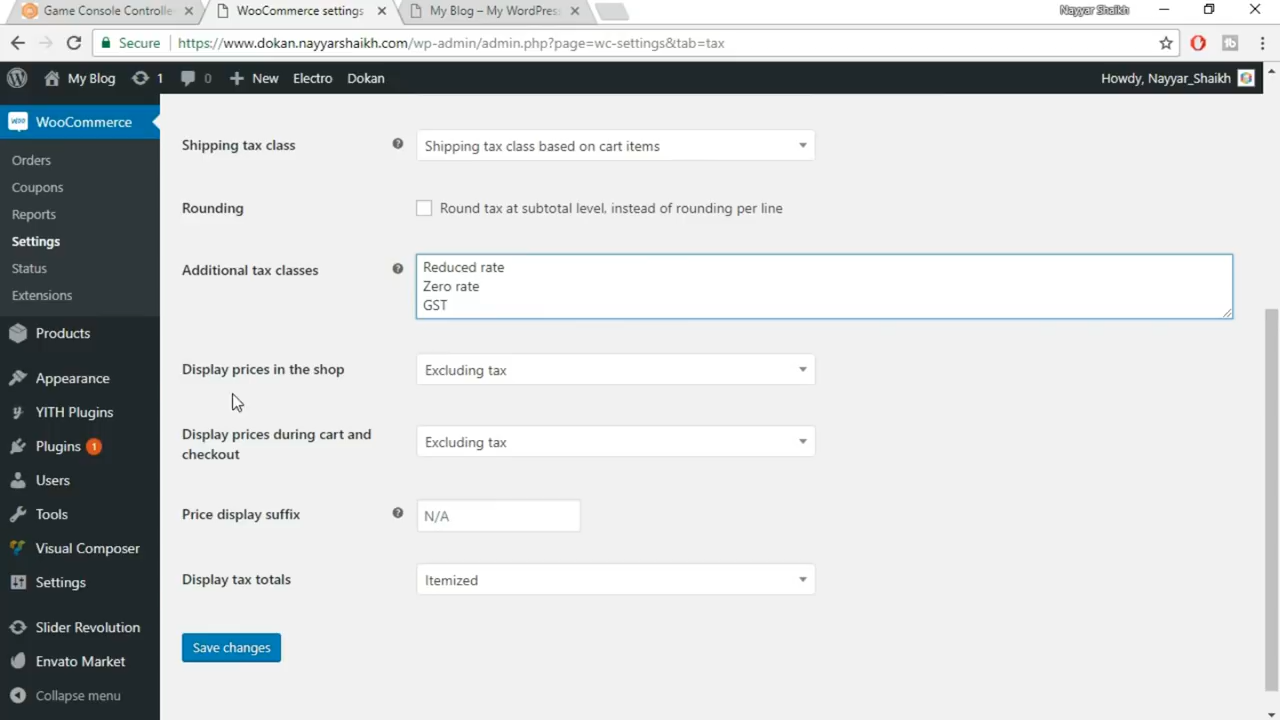 Game Console Controlle
WooCommerce settings
My Blog – My WordPres
Nayyar Shaikh
Secure
https://www.dokan.nayyarshaikh.com/wp-admin/admin.php?page=wc-settings&tab=tax
My Blog
1
0
New
Electro
Dokan
Howdy, Nayyar_Shaikh
WooCommerce
Orders
Coupons
Reports
Settings
Status
Extensions
Products
Appearance
YITH Plugins
Plugins 1
Users
Tools
Visual Composer
Settings
Slider Revolution
Envato Market
Collapse menu
Shipping tax class
Shipping tax class based on cart items
Rounding
Round tax at subtotal level, instead of rounding per line
Additional tax classes
Reduced rate
Zero rate
GST
Display prices in the shop
Excluding tax
Display prices during cart and
checkout
Excluding tax
Price display suffix
N/A
Display tax totals
Itemized
Save changes